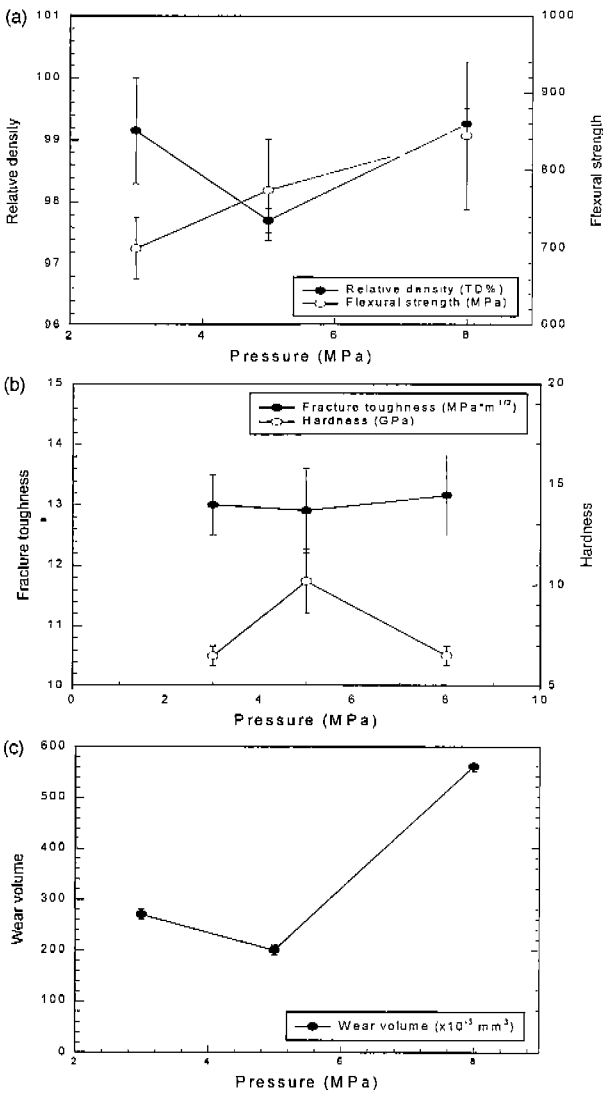 (a)
101
100
99
98
97
96
Relative density
1000
900
800
700
600
Flexural strength
Relative density (TD%)
Flexural strength (MPa)
2 4 6 8
Pressure (MPa)
(b)
15
14
13
12
11
10
Fracture toughness
20
15
10
5
Hardness
Fracture toughness (MPa*m1/2)
Hardness (GPa)
0 2 4 6 8 10
Pressure (MPa)
(c)
600
500
400
300
200
100
0
Wear volume
Wear volume (x10-3 mm3)
2 4 6 8
Pressure (MPa)